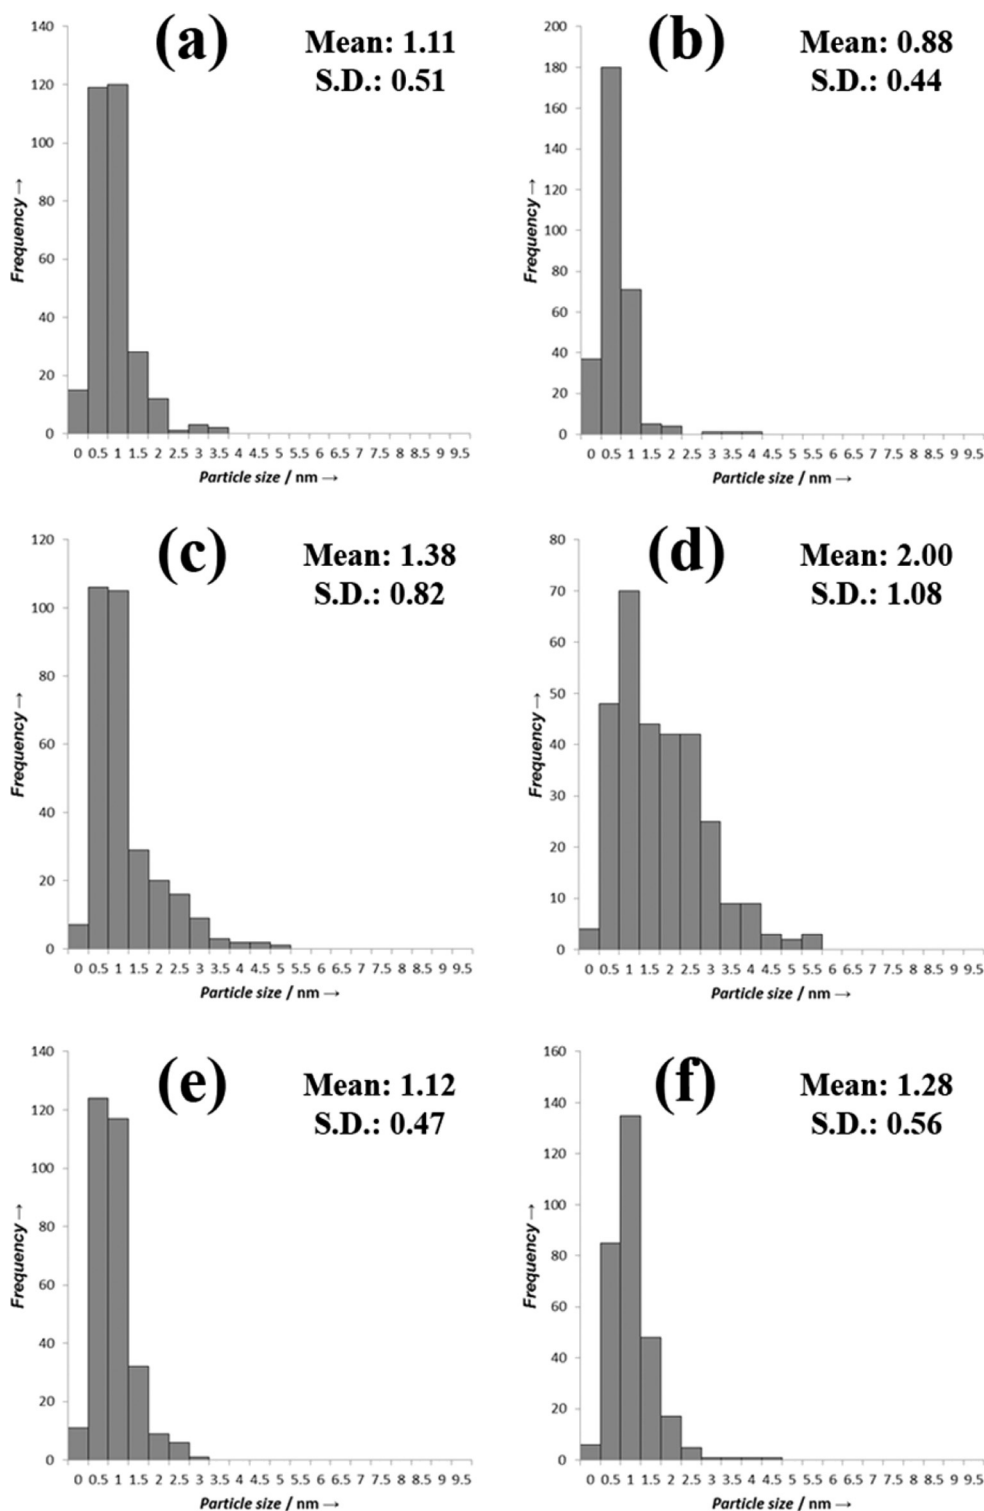 (a)
Mean: 1.11
S.D.: 0.51
140
120
100
80
60
40
20
0
Frequency →
0 0.5 1 1.5 2 2.5 3 3.5 4 4.5 5 5.5 6 6.5 7 7.5 8 8.5 9 9.5
Particle size / nm →
(b)
Mean: 0.88
S.D.: 0.44
200
180
160
140
120
100
80
60
40
20
0
Frequency →
0 0.5 1 1.5 2 2.5 3 3.5 4 4.5 5 5.5 6 6.5 7 7.5 8 8.5 9 9.5
Particle size / nm →
(c)
Mean: 1.38
S.D.: 0.82
120
100
80
60
40
20
0
Frequency →
0 0.5 1 1.5 2 2.5 3 3.5 4 4.5 5 5.5 6 6.5 7 7.5 8 8.5 9 9.5
Particle size / nm →
(d)
Mean: 2.00
S.D.: 1.08
80
70
60
50
40
30
20
10
0
Frequency →
0 0.5 1 1.5 2 2.5 3 3.5 4 4.5 5 5.5 6 6.5 7 7.5 8 8.5 9 9.5
Particle size / nm →
(e)
Mean: 1.12
S.D.: 0.47
140
120
100
80
60
40
20
0
Frequency →
0 0.5 1 1.5 2 2.5 3 3.5 4 4.5 5 5.5 6 6.5 7 7.5 8 8.5 9 9.5
Particle size / nm →
(f)
Mean: 1.28
S.D.: 0.56
160
140
120
100
80
60
40
20
0
Frequency →
0 0.5 1 1.5 2 2.5 3 3.5 4 4.5 5 5.5 6 6.5 7 7.5 8 8.5 9 9.5
Particle size / nm →